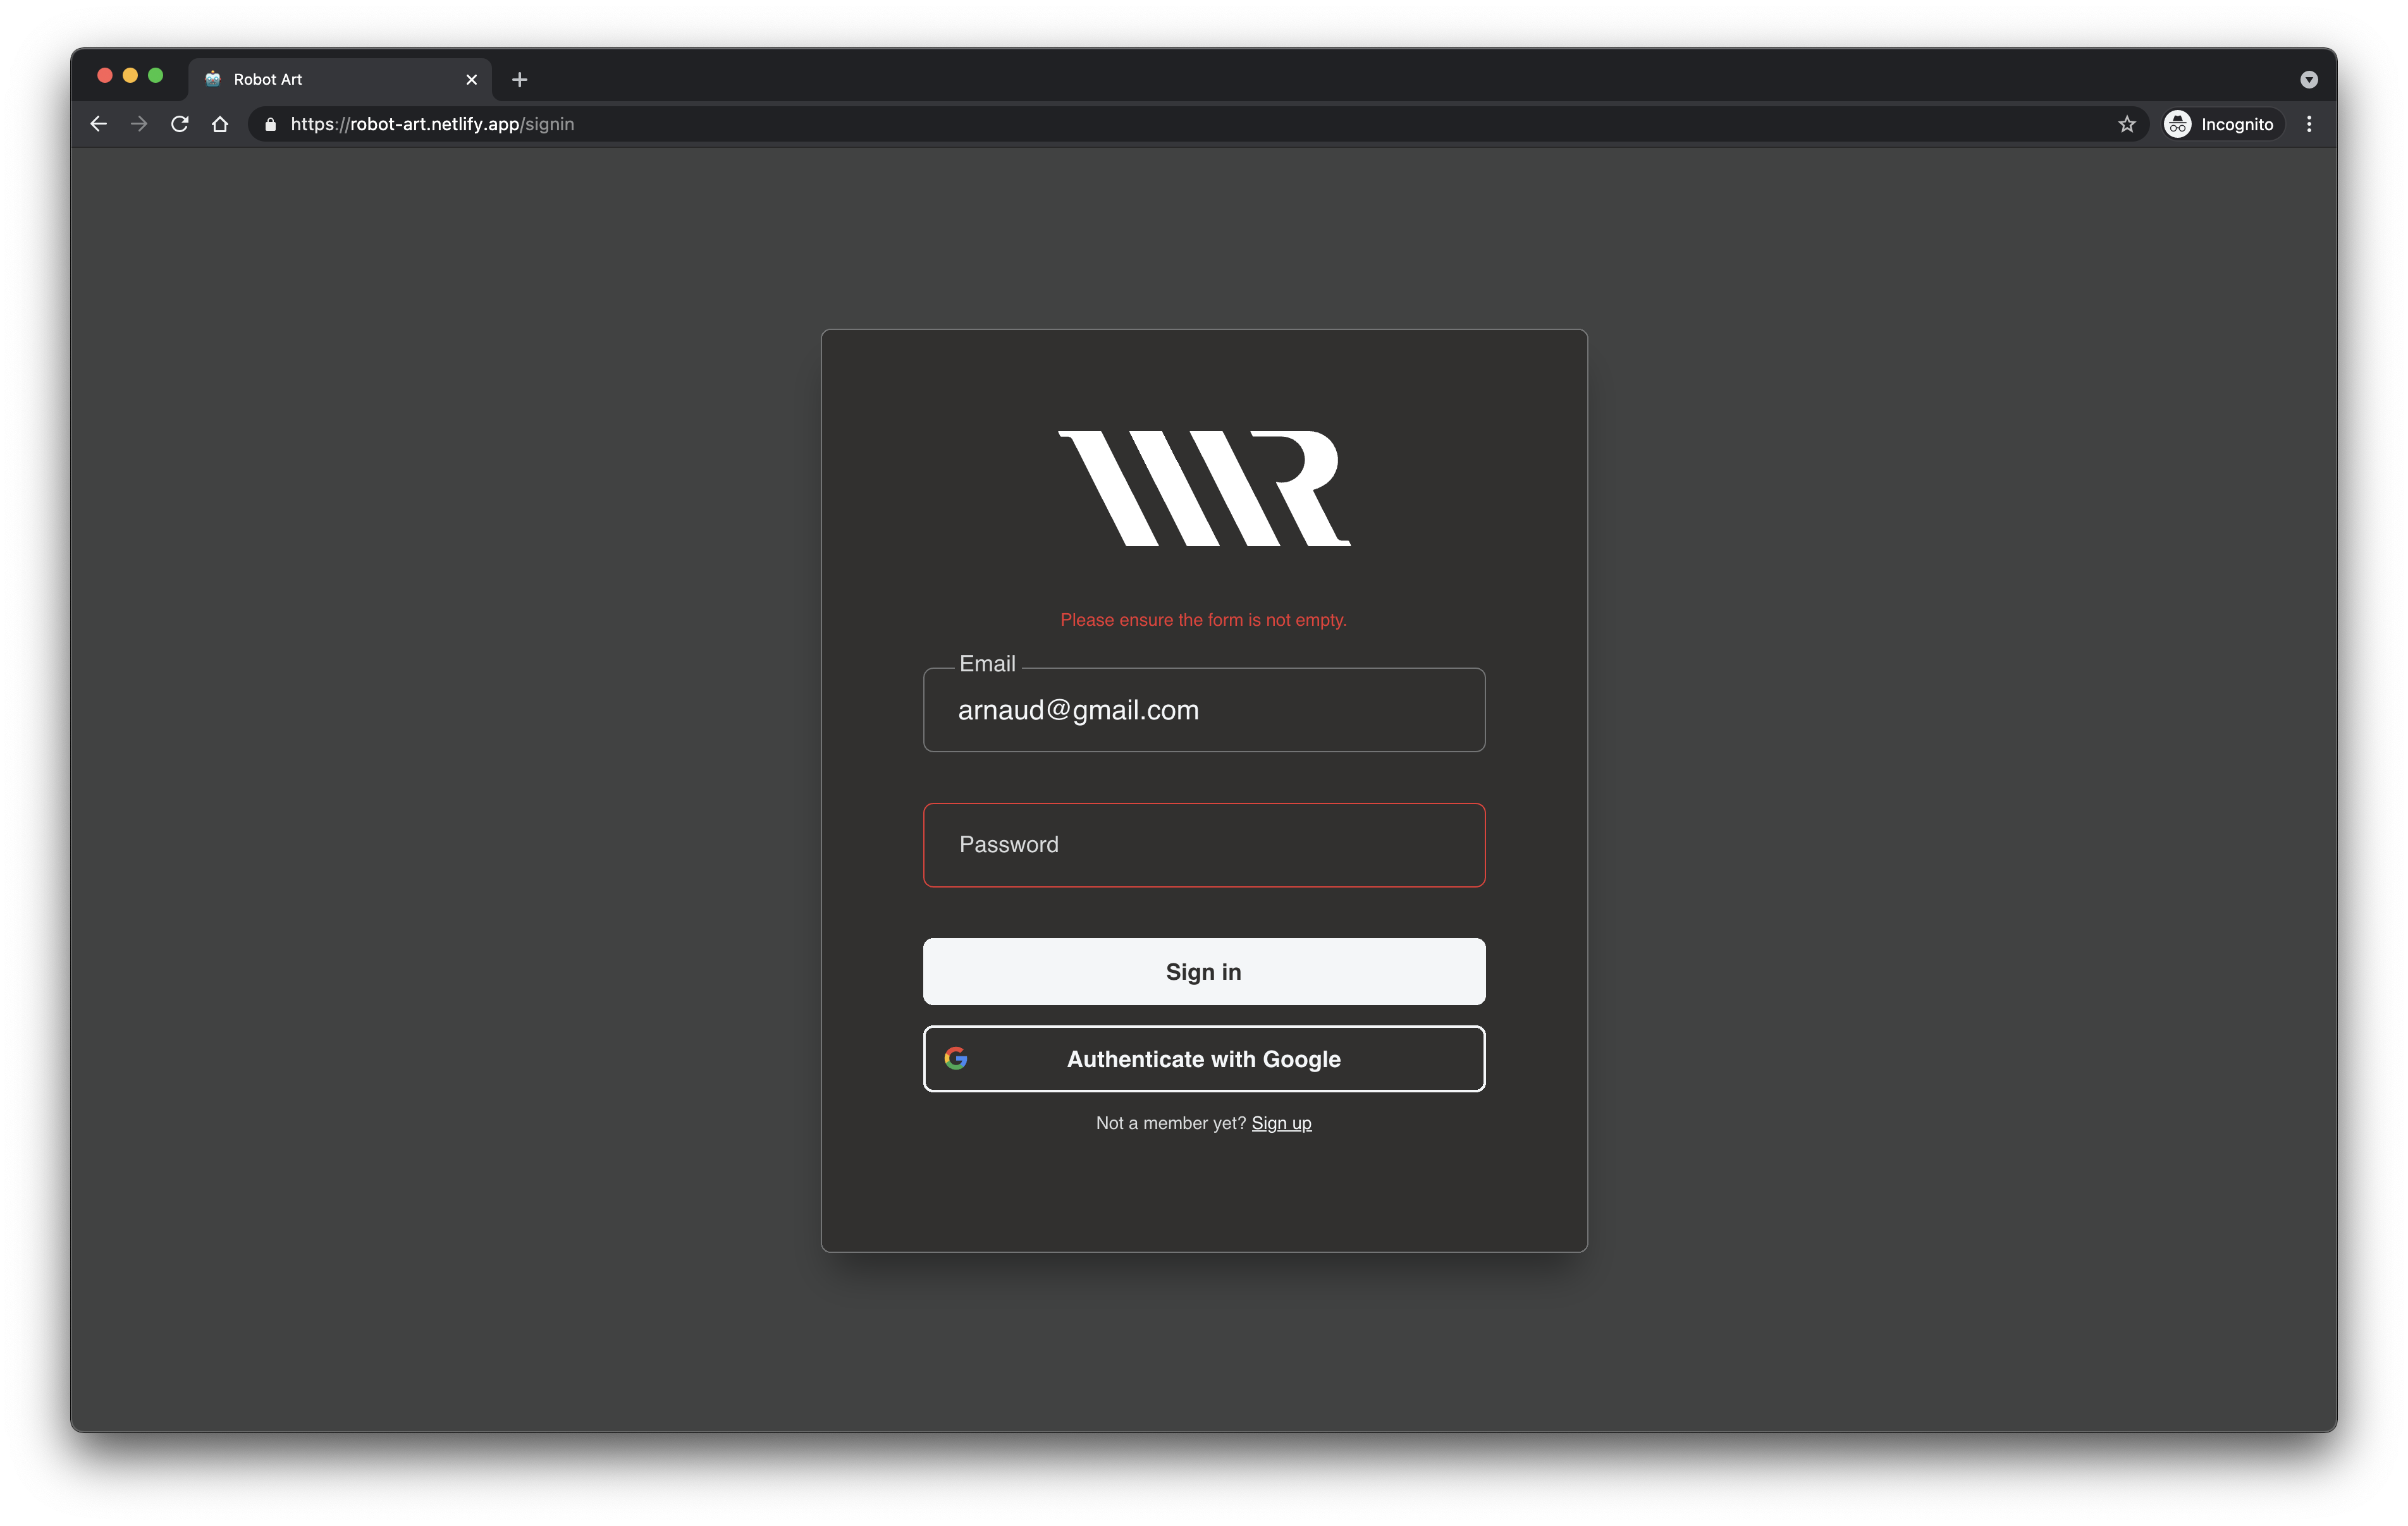 Robot Art
https://robot-art.netlify.app/signin
Incognito
Please ensure the form is not empty.
Email
arnaud@gmail.com
Password
Sign in
Authenticate with Google
Not a member yet? Sign up